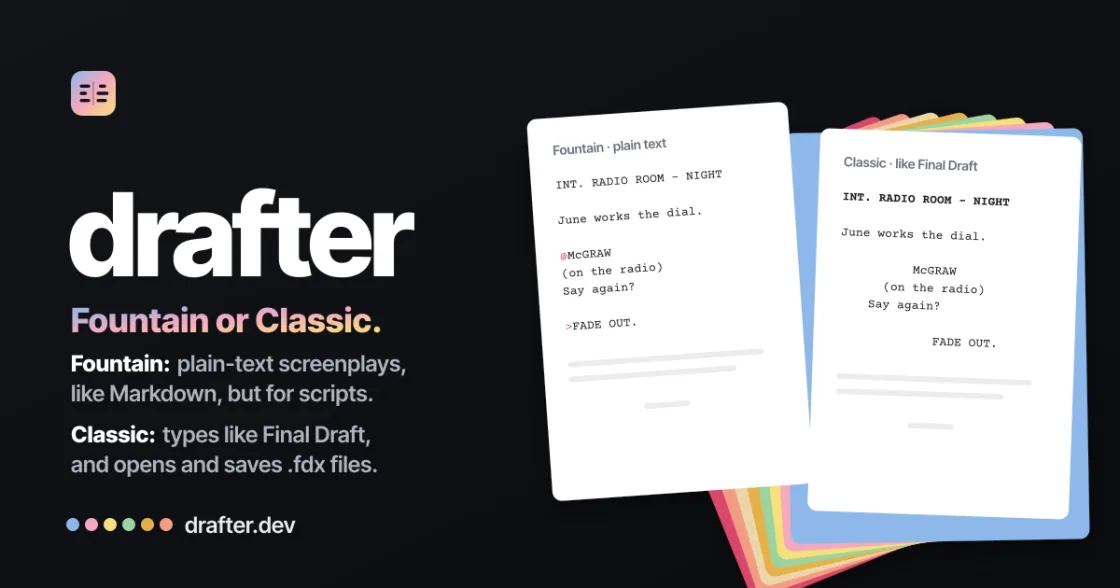 drafter
Fountain or Classic.
Fountain: plain-text screenplays,
like Markdown, but for scripts.
Classic: types like Final Draft,
and opens and saves .fdx files.
drafter.dev
Fountain · plain text
INT. RADIO ROOM - NIGHT
June works the dial.
@McGRAW
(on the radio)
Say again?
>FADE OUT.
Classic · like Final Draft
INT. RADIO ROOM - NIGHT
June works the dial.
McGRAW
(on the radio)
Say again?
FADE OUT.